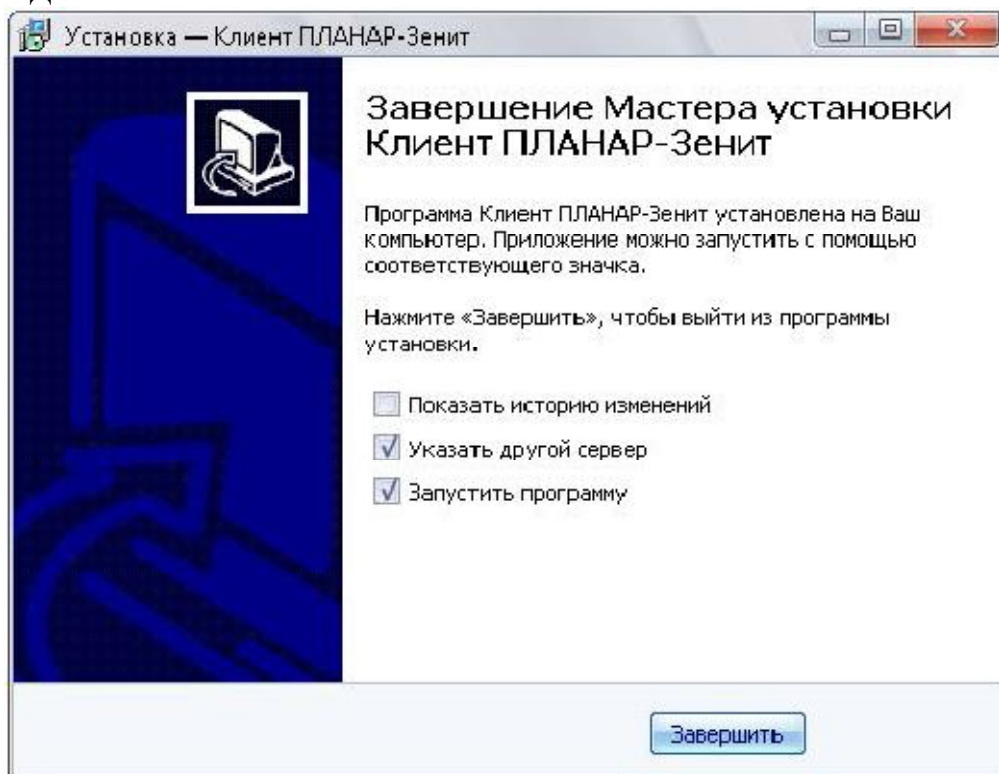 Установка — Клиент ПЛАНАР-Зенит
Завершение Мастера установки
Клиент ПЛАНАР-Зенит
Программа Клиент ПЛАНАР-Зенит установлена на Ваш
компьютер. Приложение можно запустить с помощью
соответствующего значка.
Нажмите «Завершить», чтобы выйти из программы
установки.
Показать историю изменений
Указать другой сервер
Запустить программу
Завершить